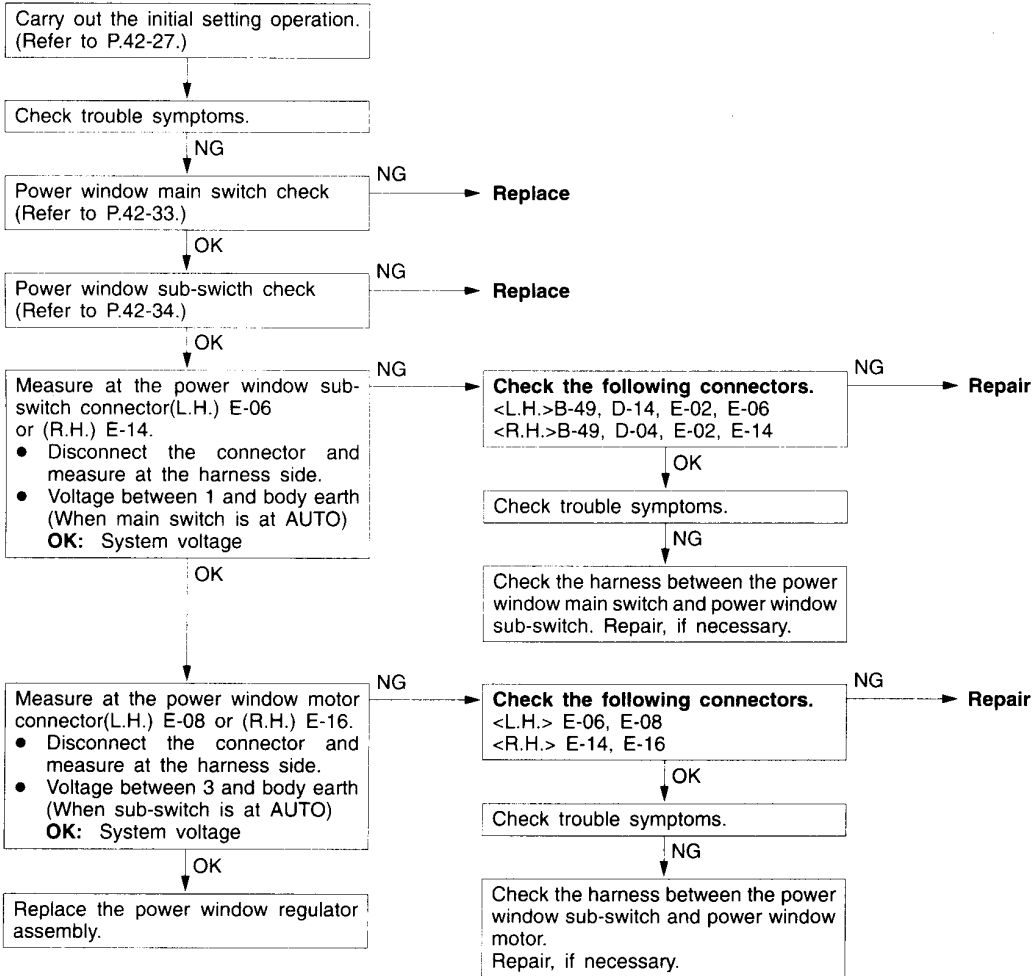 Carry out the initial setting operation.
(Refer to P.42-27.)
Check trouble symptoms.
NG
Power window main switch check
(Refer to P.42-33.)
NG
Replace
OK
Power window sub-swicth check
(Refer to P.42-34.)
NG
Replace
OK
Measure at the power window sub-
switch connector(L.H.) E-06
or (R.H.) E-14.
● Disconnect the connector and
measure at the harness side.
● Voltage between 1 and body earth
(When main switch is at AUTO)
OK: System voltage
NG
Check the following connectors.
<L.H.>B-49, D-14, E-02, E-06
<R.H.>B-49, D-04, E-02, E-14
NG
Repair
OK
Check trouble symptoms.
NG
Check the harness between the power
window main switch and power window
sub-switch. Repair, if necessary.
OK
Measure at the power window motor
connector(L.H.) E-08 or (R.H.) E-16.
● Disconnect the connector and
measure at the harness side.
● Voltage between 3 and body earth
(When sub-switch is at AUTO)
OK: System voltage
NG
Check the following connectors.
<L.H.> E-06, E-08
<R.H.> E-14, E-16
NG
Repair
OK
Check trouble symptoms.
NG
Check the harness between the power
window sub-switch and power window
motor.
Repair, if necessary.
OK
Replace the power window regulator
assembly.